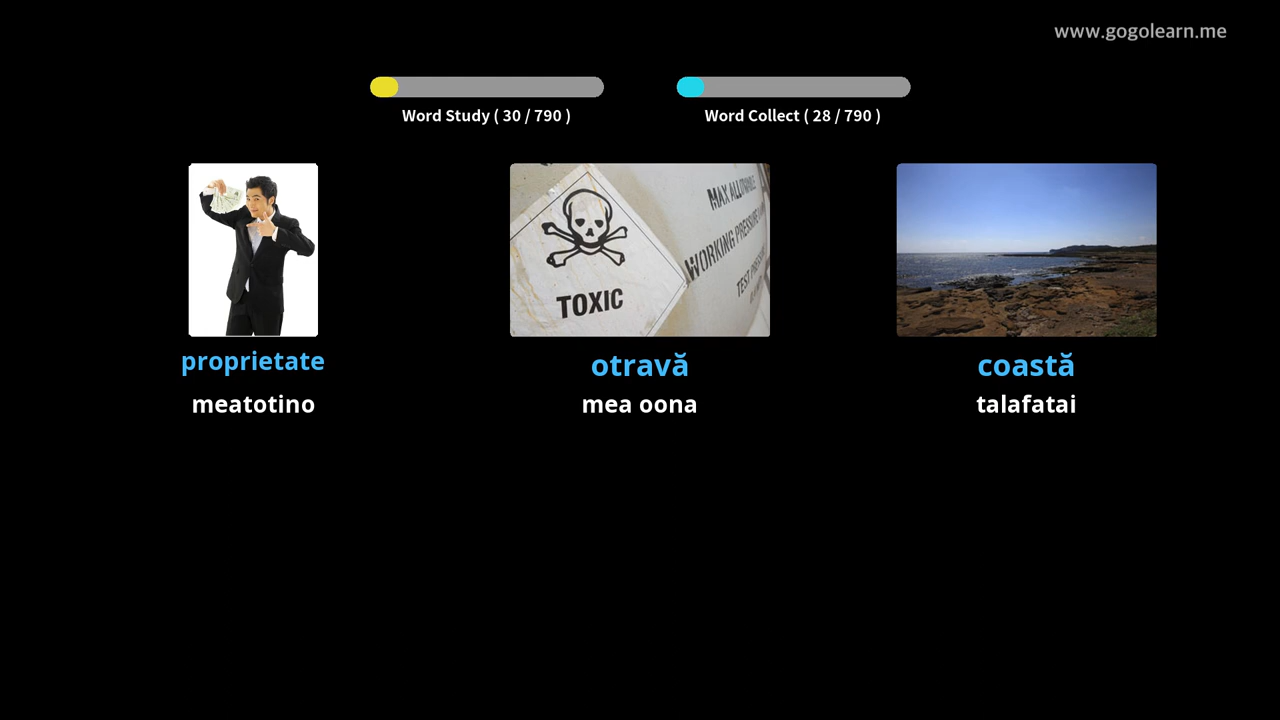 www.gogolearn.me
Word Study ( 30 / 790 )
Word Collect ( 28 / 790 )
MAX ALLOWABLE
WORKING PRESSURE
TEST
TOXIC
proprietate
otravă
coastă
meatotino
mea oona
talafatai